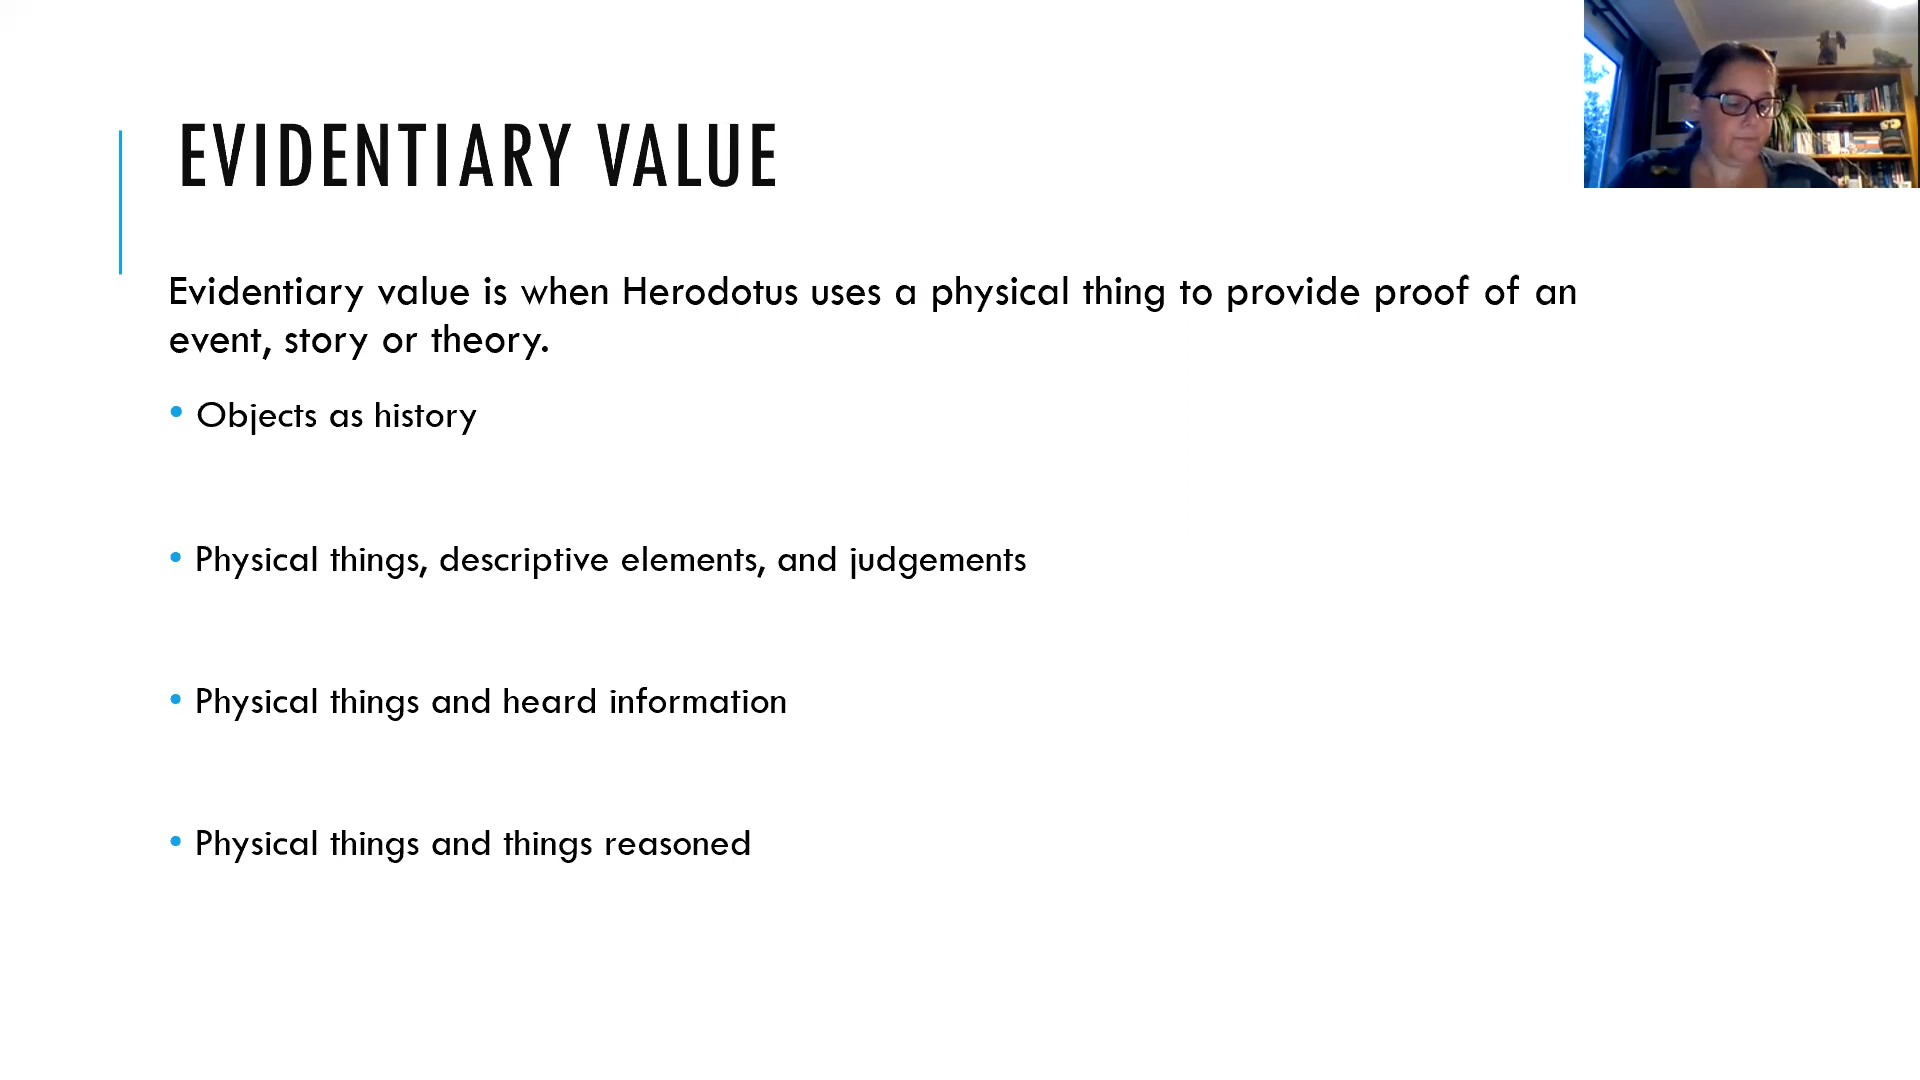 EVIDENTIARY VALUE
Evidentiary value is when Herodotus uses a physical thing to provide proof of an
event, story or theory.
• Objects as history
• Physical things, descriptive elements, and judgements
• Physical things and heard information
• Physical things and things reasoned